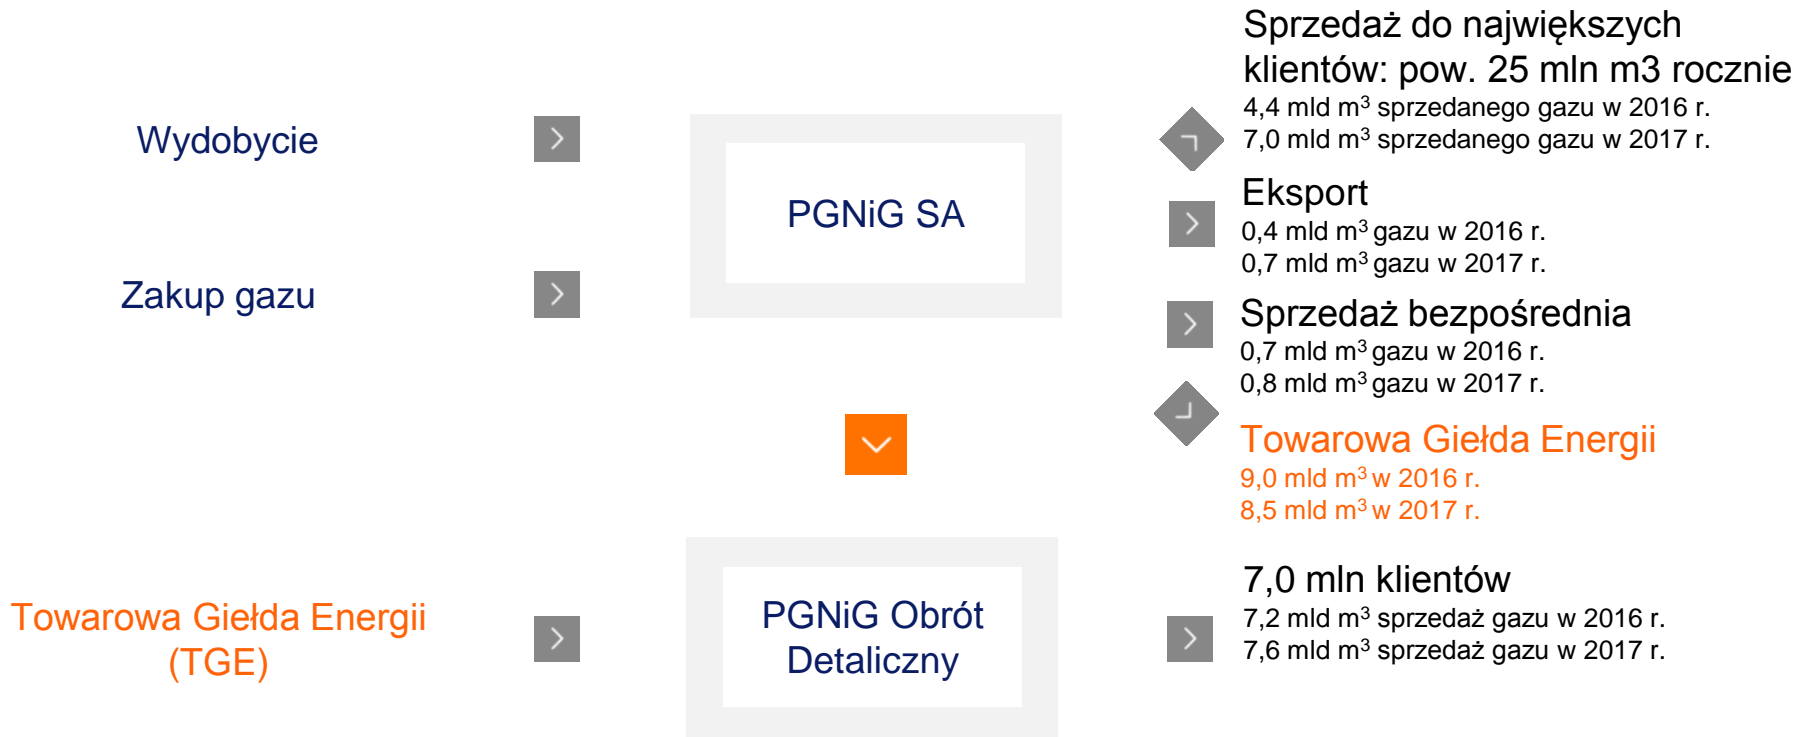 Wydobycie
Zakup gazu
PGNiG SA
Sprzedaż do największych
klientów: pow. 25 mln m3 rocznie
4,4 mld m³ sprzedanego gazu w 2016 r.
7,0 mld m³ sprzedanego gazu w 2017 r.
Eksport
0,4 mld m³ gazu w 2016 r.
0,7 mld m³ gazu w 2017 r.
Sprzedaż bezpośrednia
0,7 mld m³ gazu w 2016 r.
0,8 mld m³ gazu w 2017 r.
Towarowa Giełda Energii
9,0 mld m³ w 2016 r.
8,5 mld m³ w 2017 r.
Towarowa Giełda Energii
(TGE)
PGNiG Obrót
Detaliczny
7,0 mln klientów
7,2 mld m³ sprzedaż gazu w 2016 r.
7,6 mld m³ sprzedaż gazu w 2017 r.